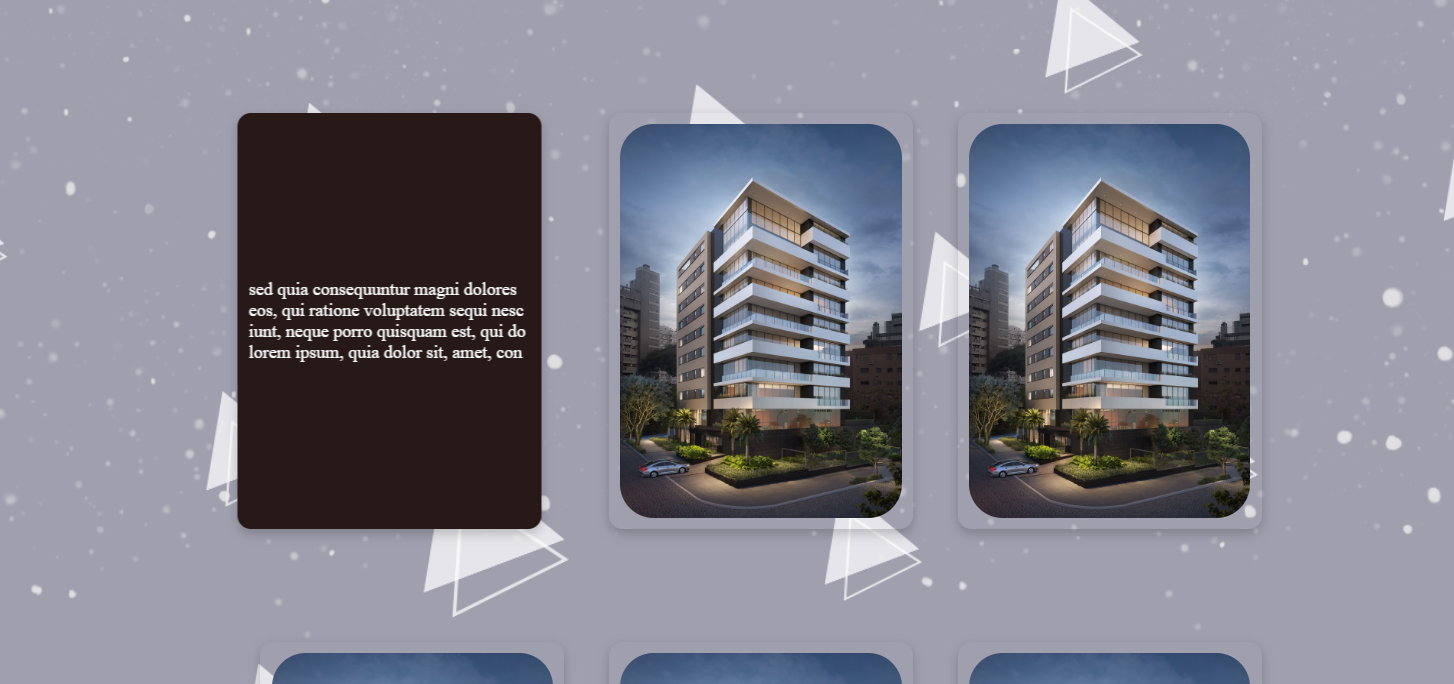 sed quia consequuntur magni dolores
eos, qui ratione voluptatem sequi nesc
iunt, neque porro quisquam est, qui do
lorem ipsum, quia dolor sit, amet, con